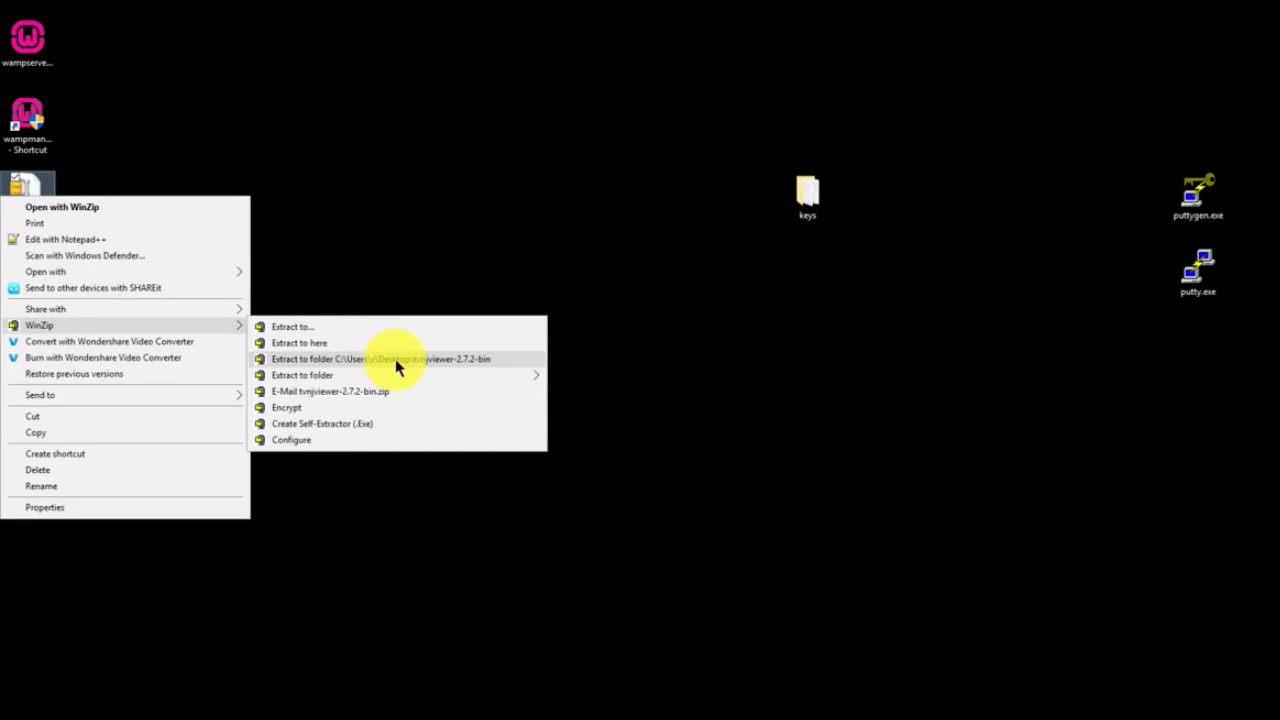 wampserve...
wampman...
- Shortcut
Open with WinZip
Print
Edit with Notepad++
Scan with Windows Defender...
Open with
Send to other devices with SHAREit
Share with
WinZip
Convert with Wondershare Video Converter
Burn with Wondershare Video Converter
Restore previous versions
Send to
Cut
Copy
Create shortcut
Delete
Rename
Properties
Extract to...
Extract to here
Extract to folder C:\Users\x\Desktop\tvnjviewer-2.7.2-bin
Extract to folder
E-Mail tvnjviewer-2.7.2-bin.zip
Encrypt
Create Self-Extractor (.Exe)
Configure
keys
puttygen.exe
putty.exe